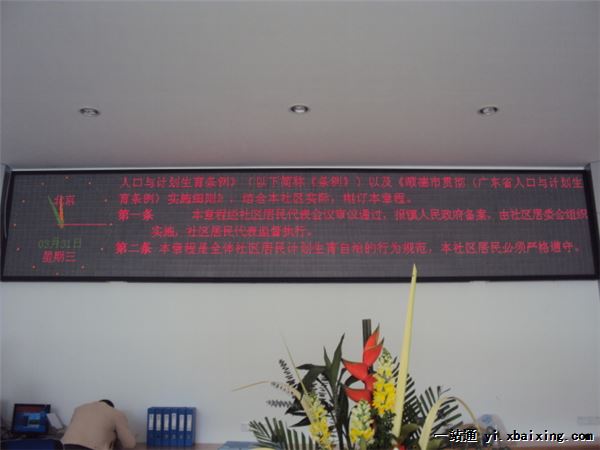 人口与计划生育条例》（以下简称《条例》）以及《顺德市贯彻〈广东省人口与计划生
育条例〉实施细则》，结合本社区实际，制订本章程。
第一条 本章程经社区居民代表会议审议通过，报镇人民政府备案，由社区居委会组织
实施，社区居民代表监督执行。
第二条 本章程是全体社区居民计划生育自治的行为规范，本社区居民必须严格遵守。
北京
03月31日
星期三
一站通 yi.xbaixing.com